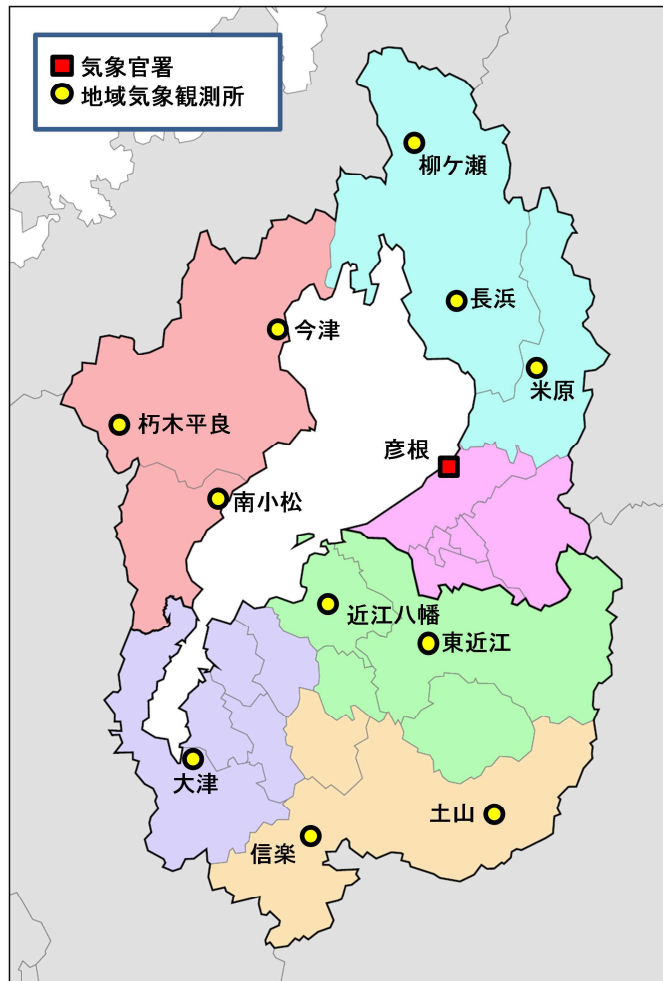 気象官署
地域気象観測所
柳ケ瀬
長浜
今津
米原
朽木平良
彦根
南小松
近江八幡
東近江
大津
土山
信楽